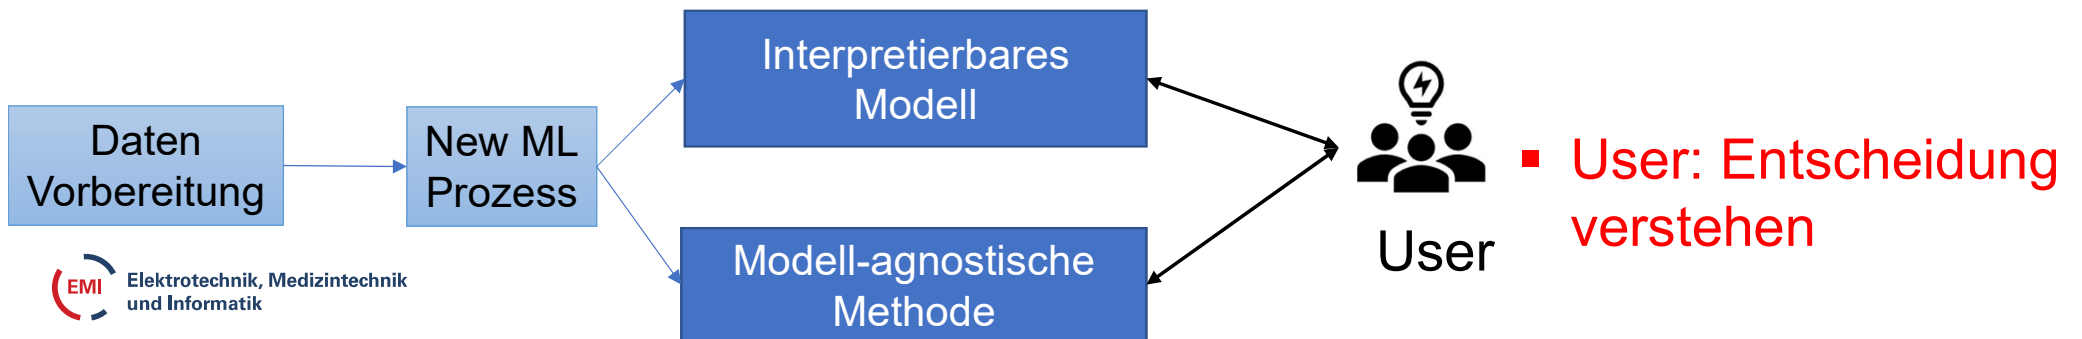 Daten
Vorbereitung
New ML
Prozess
Interpretierbares
Modell
Modell-agnostische
Methode
User
▪ User: Entscheidung
verstehen
EMI
Elektrotechnik, Medizintechnik
und Informatik